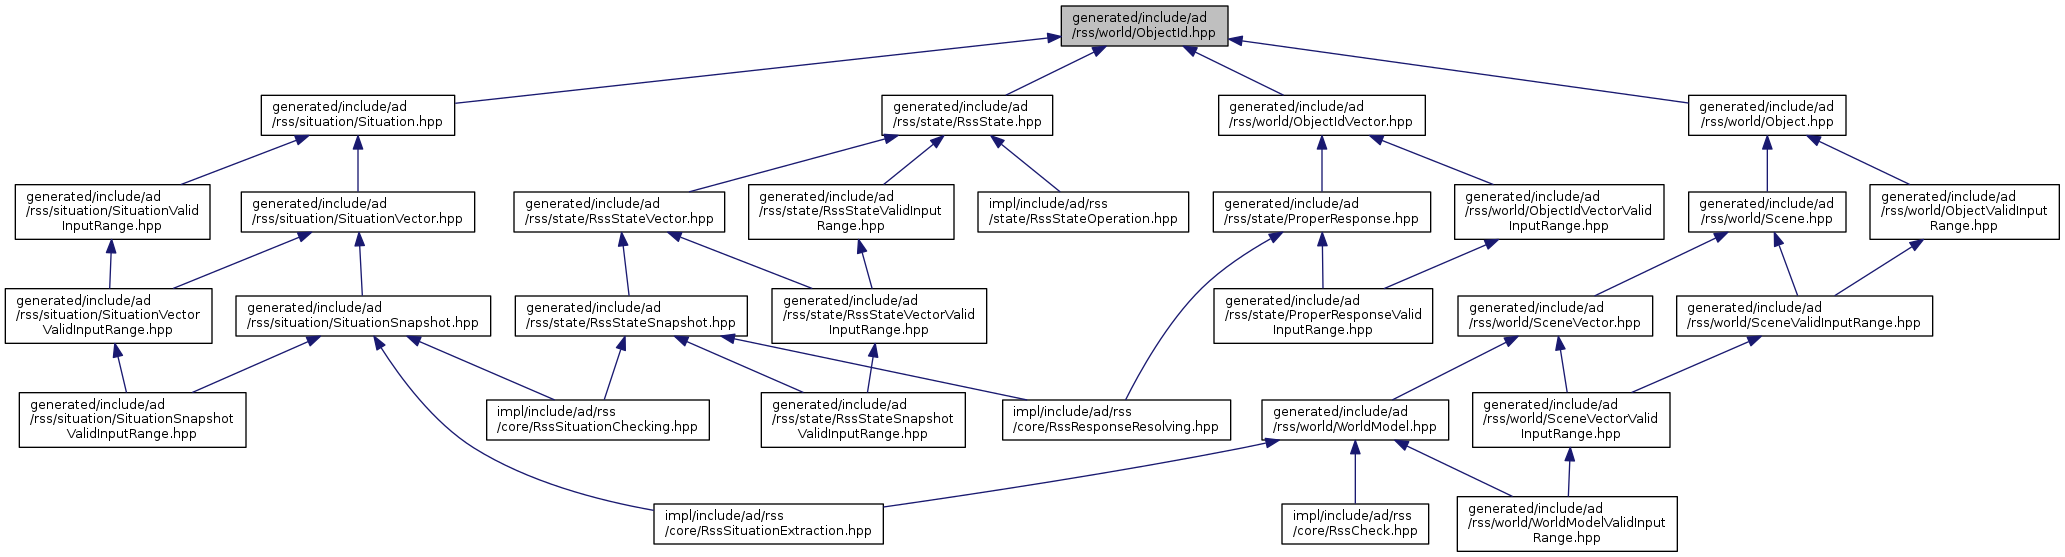 generated/include/ad
/rss/world/ObjectId.hpp
generated/include/ad
/rss/situation/Situation.hpp
generated/include/ad
/rss/state/RssState.hpp
generated/include/ad
/rss/world/ObjectIdVector.hpp
generated/include/ad
/rss/world/Object.hpp
generated/include/ad
/rss/situation/SituationValid
InputRange.hpp
generated/include/ad
/rss/situation/SituationVector.hpp
generated/include/ad
/rss/state/RssStateVector.hpp
generated/include/ad
/rss/state/RssStateValidInput
Range.hpp
impl/include/ad/rss
/state/RssStateOperation.hpp
generated/include/ad
/rss/state/ProperResponse.hpp
generated/include/ad
/rss/world/ObjectIdVectorValid
InputRange.hpp
generated/include/ad
/rss/world/Scene.hpp
generated/include/ad
/rss/world/ObjectValidInput
Range.hpp
generated/include/ad
/rss/situation/SituationVector
ValidInputRange.hpp
generated/include/ad
/rss/situation/SituationSnapshot.hpp
generated/include/ad
/rss/state/RssStateSnapshot.hpp
generated/include/ad
/rss/state/RssStateVectorValid
InputRange.hpp
generated/include/ad
/rss/state/ProperResponseValid
InputRange.hpp
generated/include/ad
/rss/world/SceneVector.hpp
generated/include/ad
/rss/world/SceneValidInputRange.hpp
generated/include/ad
/rss/situation/SituationSnapshot
ValidInputRange.hpp
impl/include/ad/rss
/core/RssSituationChecking.hpp
generated/include/ad
/rss/state/RssStateSnapshot
ValidInputRange.hpp
impl/include/ad/rss
/core/RssResponseResolving.hpp
generated/include/ad
/rss/world/WorldModel.hpp
generated/include/ad
/rss/world/SceneVectorValid
InputRange.hpp
impl/include/ad/rss
/core/RssSituationExtraction.hpp
impl/include/ad/rss
/core/RssCheck.hpp
generated/include/ad
/rss/world/WorldModelValidInput
Range.hpp